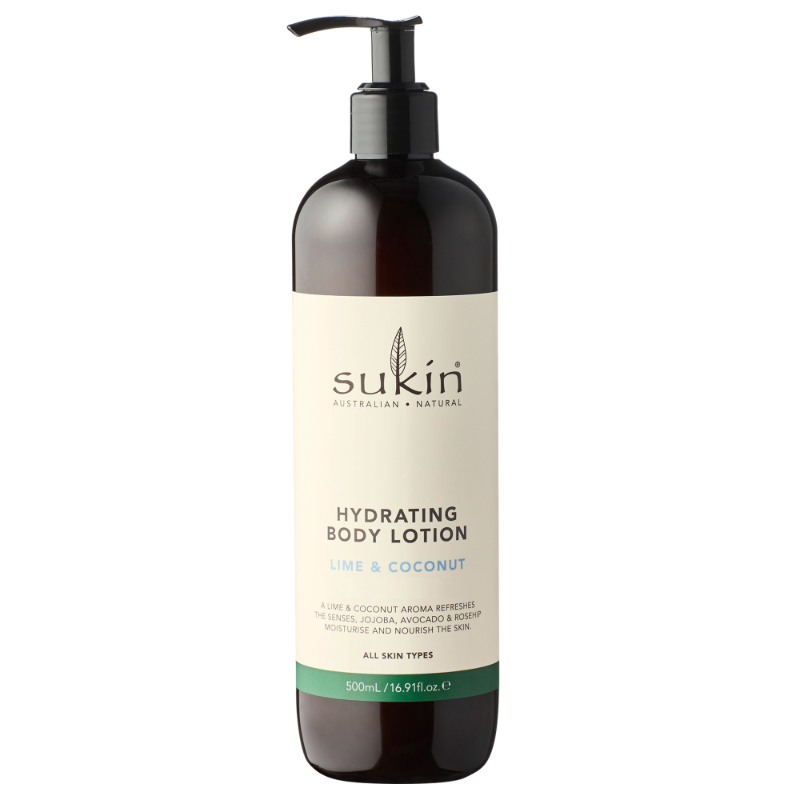 sukin®
AUSTRALIAN • NATURAL
HYDRATING
BODY LOTION
LIME & COCONUT
A LIME & COCONUT AROMA REFRESHES
THE SENSES, JOJOBA, AVOCADO & ROSEHIP
MOISTURISE AND NOURISH THE SKIN.
ALL SKIN TYPES
500mL / 16.91fl.oz. ℮